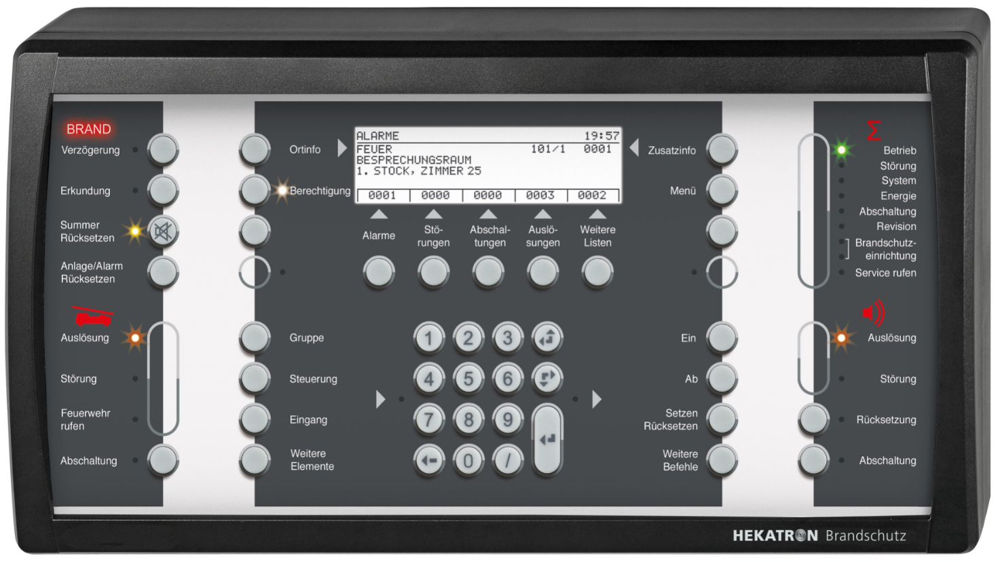 BRAND
Verzögerung
Erkundung
Summer
Rücksetzen
Anlage/Alarm
Rücksetzen
Auslösung
Störung
Feuerwehr
rufen
Abschaltung
Ortinfo
Berechtigung
ALARME 19:57
FEUER 101/1 0001
BESPRECHUNGSRAUM
1. STOCK, ZIMMER 25
0001 0000 0000 0003 0002
Alarme
Stö-
rungen
Abschal-
tungen
Auslö-
sungen
Weitere
Listen
Gruppe
Steuerung
Eingang
Weitere
Elemente
1 2 3
4 5 6
7 8 9
0 /
Zusatzinfo
Menü
Ein
Ab
Setzen
Rücksetzen
Weitere
Befehle
Σ
Betrieb
Störung
System
Energie
Abschaltung
Revision
Brandschutz-
einrichtung
Service rufen
Auslösung
Störung
Rücksetzung
Abschaltung
HEKATRON Brandschutz